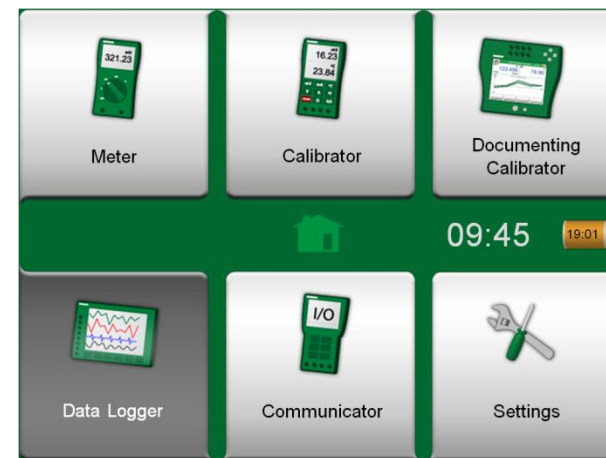 321.23
Meter
16.23
23.84
Calibrator
Documenting
Calibrator
09:45
19:01
Data Logger
I/O
Communicator
Settings